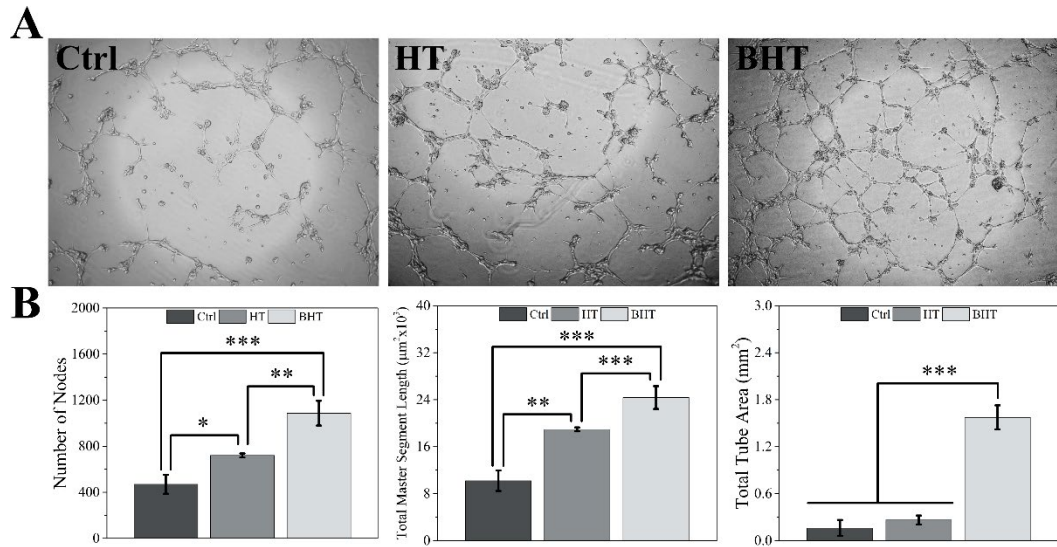 A
Ctrl
HT
BHT
B
Number of Nodes
2000
1600
1200
800
400
0
Ctrl HT BHT
***
**
*
Total Master Segment Length (μm²x10³)
40
32
24
16
8
0
Ctrl HT BHT
***
***
**
Total Tube Area (mm²)
3.0
2.4
1.8
1.2
0.6
0.0
Ctrl HT BHT
***